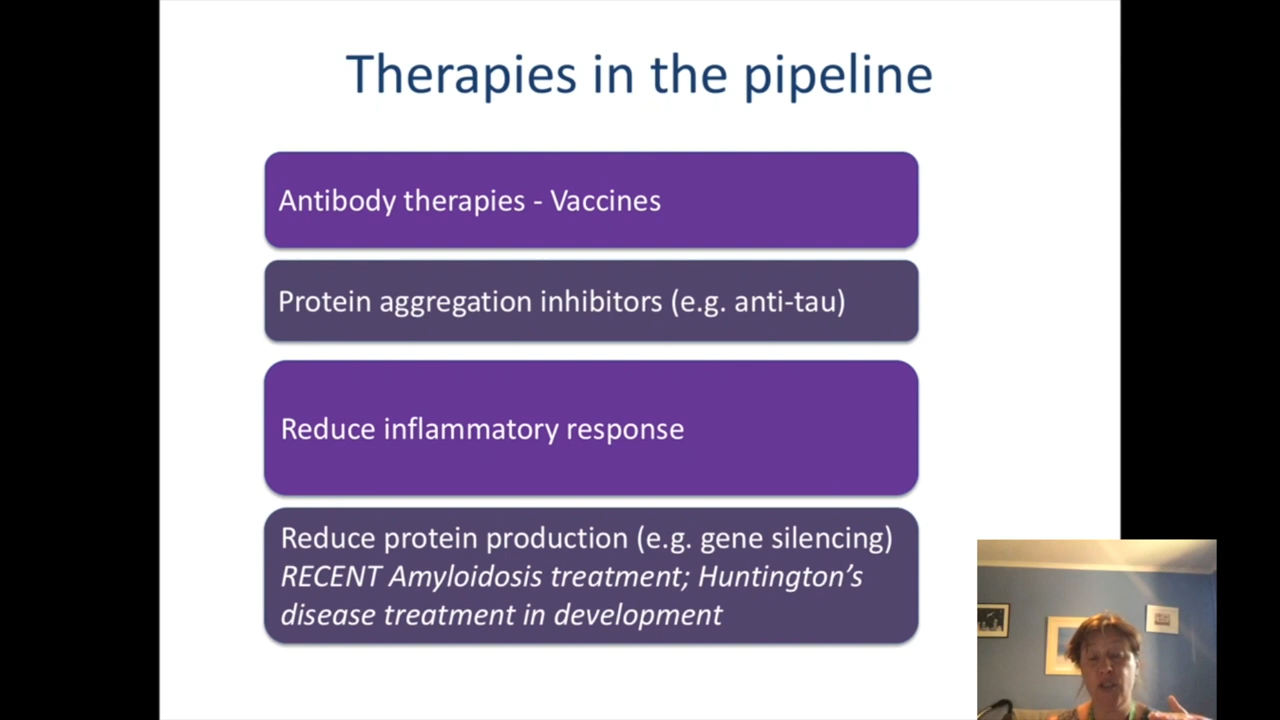 Therapies in the pipeline
Antibody therapies - Vaccines
Protein aggregation inhibitors (e.g. anti-tau)
Reduce inflammatory response
Reduce protein production (e.g. gene silencing)
RECENT Amyloidosis treatment; Huntington’s
disease treatment in development